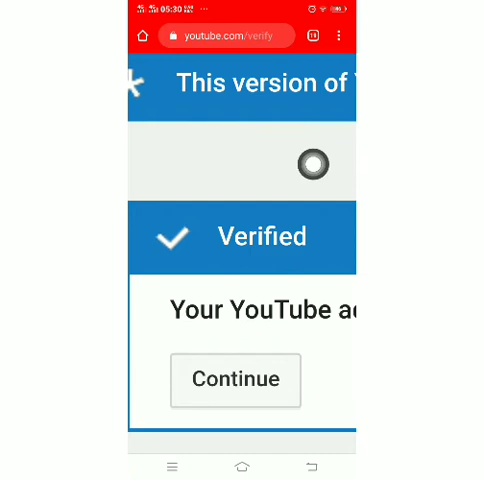 05:30 ...
youtube.com/verify
This version of
Verified
Your YouTube a
Continue